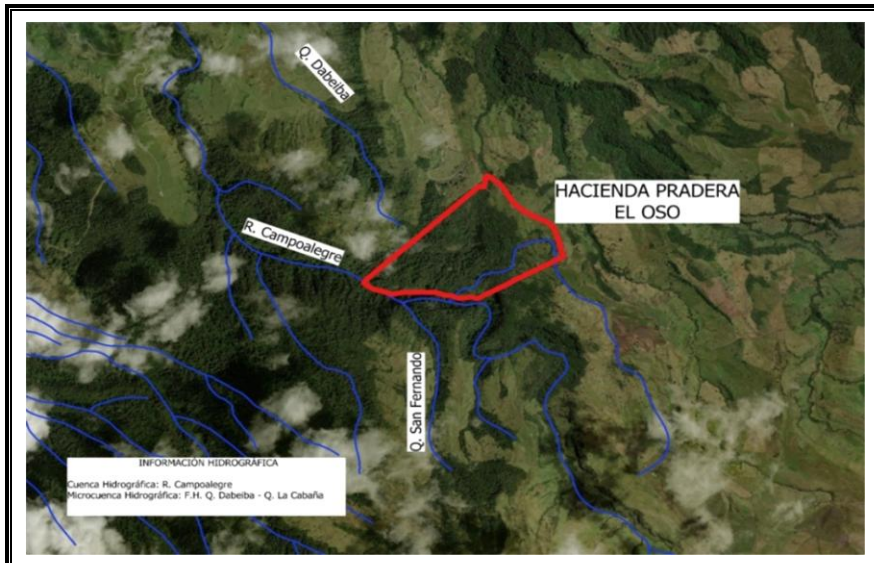 Q. Dabeiba
HACIENDA PRADERA
EL OSO
R. Campoalegre
Q. San Fernando
INFORMACIÓN HIDROGRÁFICA
Cuenca Hidrográfica: R. Campoalegre
Microcuenca Hidrográfica: F.H. Q. Dabeiba - Q. La Cabaña